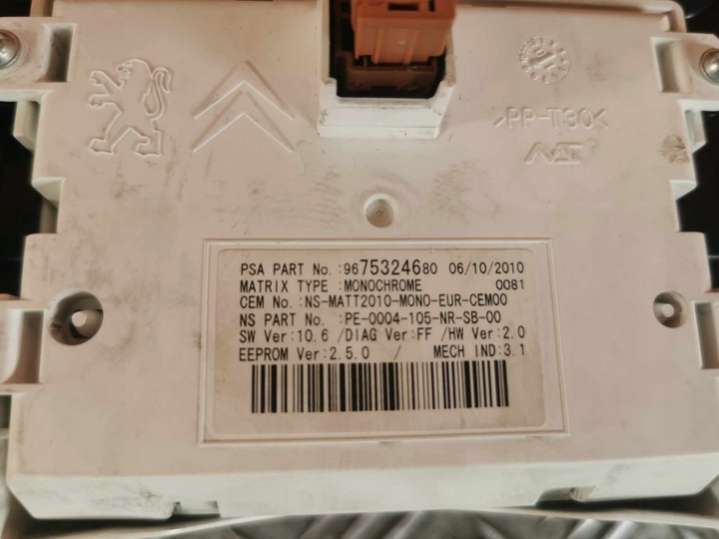 >PP-T30<
PSA PART No.:9675324680 06/10/2010
MATRIX TYPE :MONOCHROME 0081
CEM No.:NS-MATT2010-MONO-EUR-CEM00
NS PART No. :PE-0004-105-NR-SB-00
SW Ver:10.6 /DIAG Ver:FF /HW Ver:2.0
EEPROM Ver:2.5.0 / MECH IND:3.1